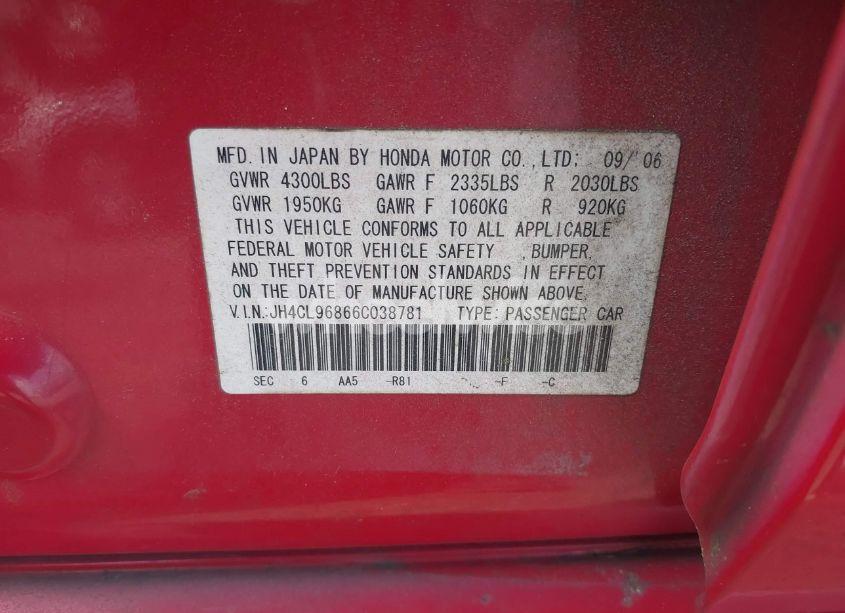 MFD. IN JAPAN BY HONDA MOTOR CO., LTD; 09/ 06
GVWR 4300LBS GAWR F 2335LBS R 2030LBS
GVWR 1950KG GAWR F 1060KG R 920KG
THIS VEHICLE CONFORMS TO ALL APPLICABLE
FEDERAL MOTOR VEHICLE SAFETY , BUMPER,
AND THEFT PREVENTION STANDARDS IN EFFECT
ON THE DATE OF MANUFACTURE SHOWN ABOVE.
V.I.N.:JH4CL96866C038781 TYPE: PASSENGER CAR
SEC 6 AA5 -R81 -F -C